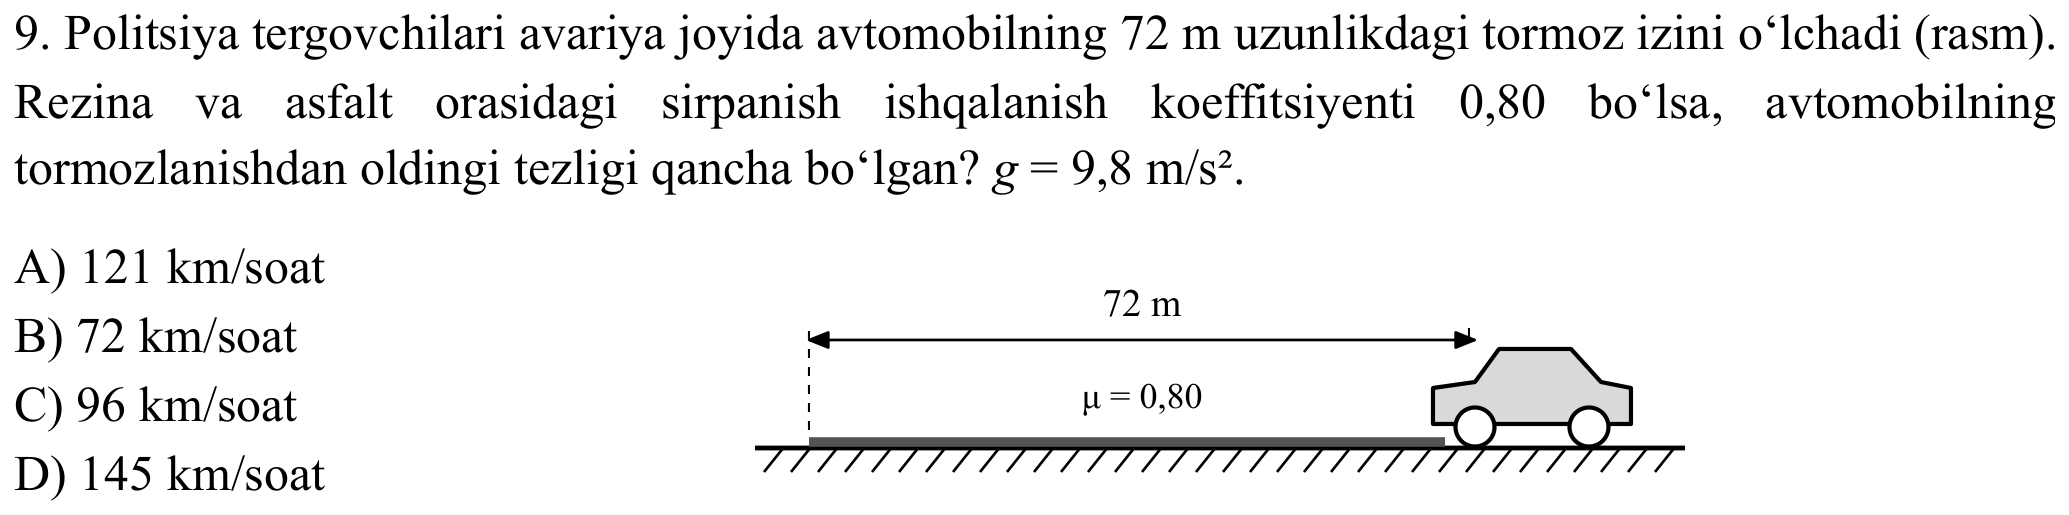 9. Politsiya tergovchilari avariya joyida avtomobilning 72 m uzunlikdagi tormoz izini o‘lchadi (rasm).
Rezina va asfalt orasidagi sirpanish ishqalanish koeffitsiyenti 0,80 bo‘lsa, avtomobilning
tormozlanishdan oldingi tezligi qancha bo‘lgan? g = 9,8 m/s².
A) 121 km/soat
B) 72 km/soat
C) 96 km/soat
D) 145 km/soat
72 m
μ = 0,80